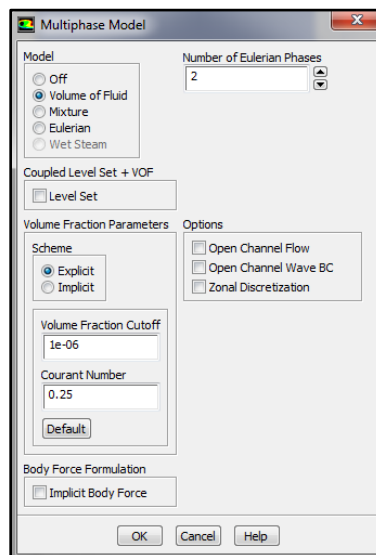 Multiphase Model
Model
Off
Volume of Fluid
Mixture
Eulerian
Wet Steam
Number of Eulerian Phases
2
Coupled Level Set + VOF
Level Set
Volume Fraction Parameters
Scheme
Explicit
Implicit
Volume Fraction Cutoff
1e-06
Courant Number
0.25
Default
Options
Open Channel Flow
Open Channel Wave BC
Zonal Discretization
Body Force Formulation
Implicit Body Force
OK Cancel Help